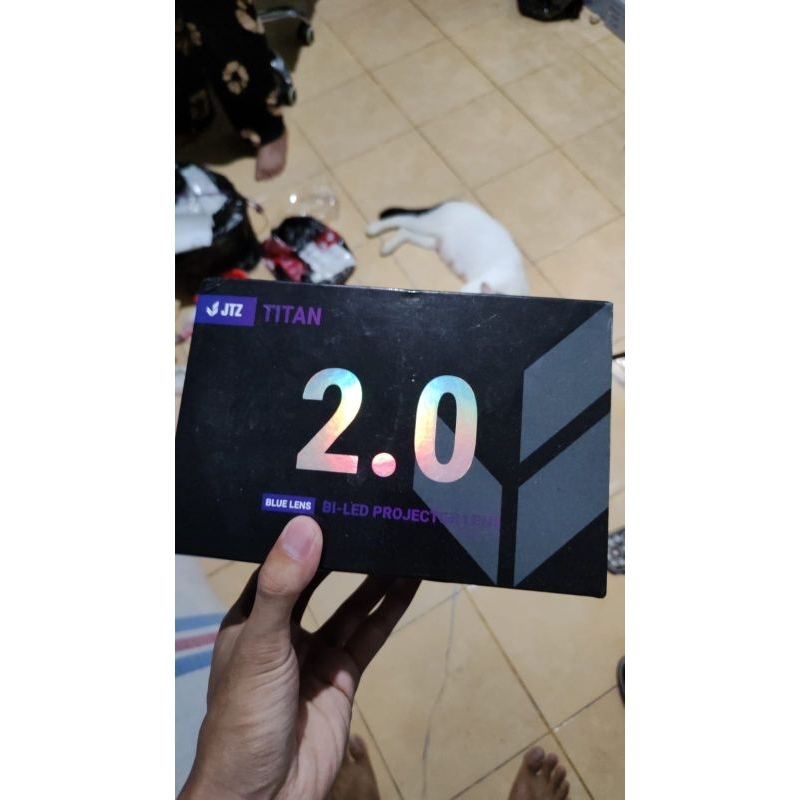 JTZ TITAN
2.0
BLUE LENS BI-LED PROJECTOR LENS